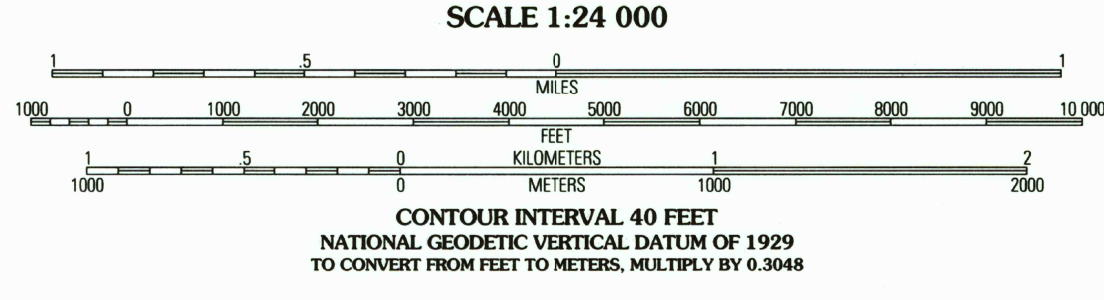 SCALE 1:24 000
1 .5 0 1
MILES
1000 0 1000 2000 3000 4000 5000 6000 7000 8000 9000 10 000
FEET
1 .5 0 KILOMETERS 1 2
1000 0 METERS 1000 2000
CONTOUR INTERVAL 40 FEET
NATIONAL GEODETIC VERTICAL DATUM OF 1929
TO CONVERT FROM FEET TO METERS, MULTIPLY BY 0.3048